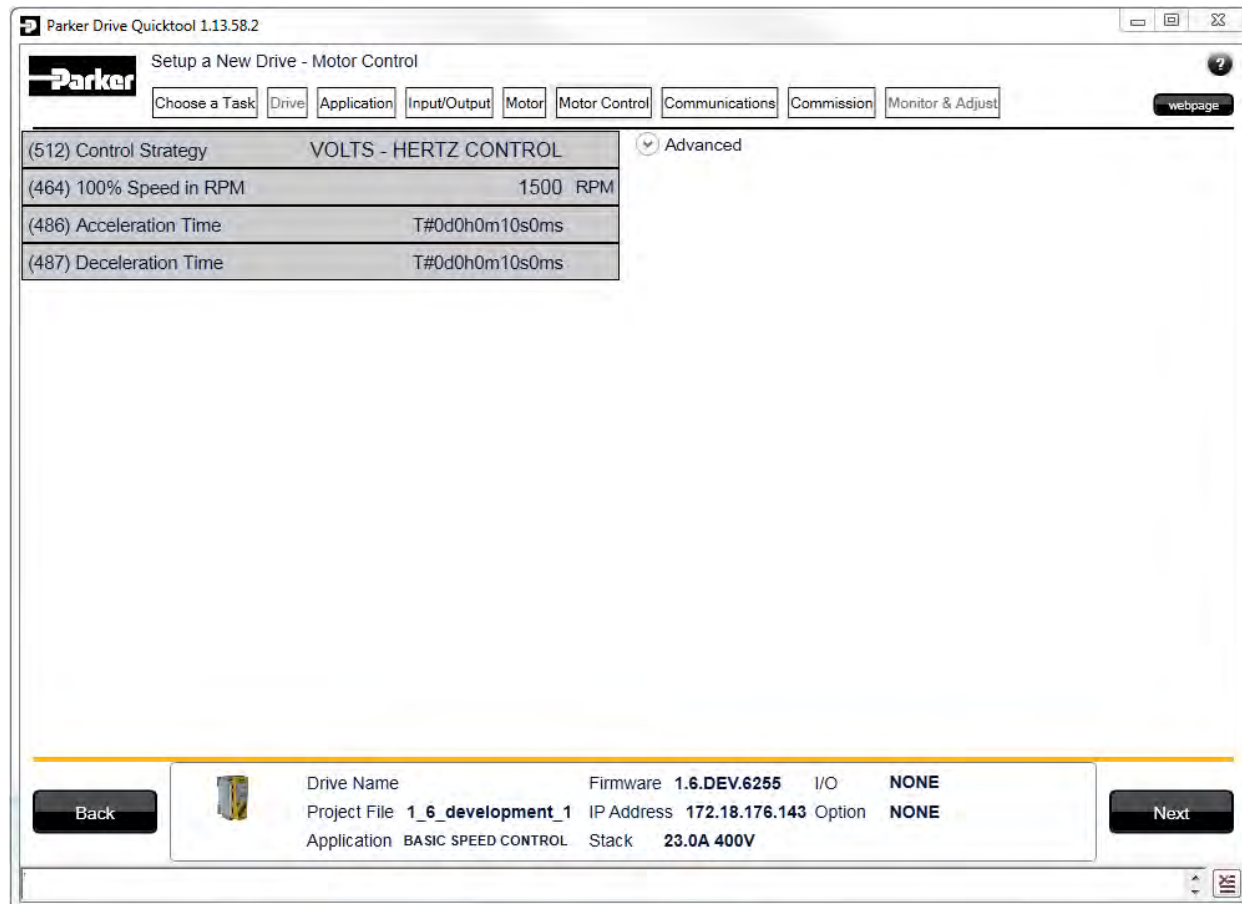 Parker Drive Quicktool 1.13.58.2
Parker
Setup a New Drive - Motor Control
?
Choose a Task Drive Application Input/Output Motor Motor Control Communications Commission Monitor & Adjust webpage
(512) Control Strategy VOLTS - HERTZ CONTROL
Advanced
(464) 100% Speed in RPM 1500 RPM
(486) Acceleration Time T#0d0h0m10s0ms
(487) Deceleration Time T#0d0h0m10s0ms
Back
Drive Name Firmware 1.6.DEV.6255 I/O NONE
Project File 1_6_development_1 IP Address 172.18.176.143 Option NONE
Application BASIC SPEED CONTROL Stack 23.0A 400V
Next